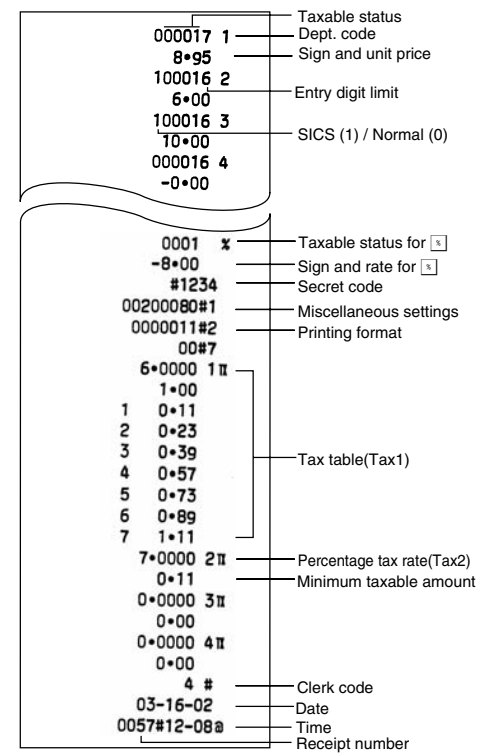 Taxable status
000017 1 Dept. code
8•95 Sign and unit price
100016 2
6•00 Entry digit limit
100016 3
10•00 SICS (1) / Normal (0)
000016 4
-0•00
0001 % Taxable status for %
-8•00 Sign and rate for %
#1234 Secret code
00200080#1 Miscellaneous settings
0000011#2 Printing format
00#7
6•0000 1π
1•00
1 0•11
2 0•23
3 0•39
4 0•57 Tax table(Tax1)
5 0•73
6 0•89
7 1•11
7•0000 2π Percentage tax rate(Tax2)
0•11 Minimum taxable amount
0•0000 3π
0•00
0•0000 4π
0•00
4 # Clerk code
03-16-02 Date
0057#12-08a Time
Receipt number